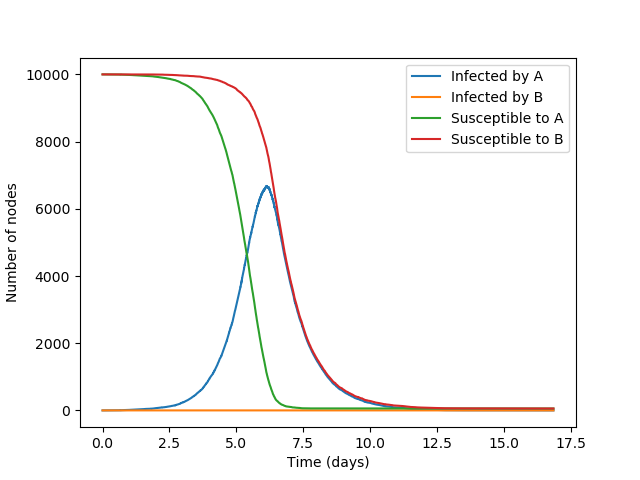 Infected by A
Infected by B
Susceptible to A
Susceptible to B
10000
8000
6000
4000
2000
0
Number of nodes
0.0 2.5 5.0 7.5 10.0 12.5 15.0 17.5
Time (days)